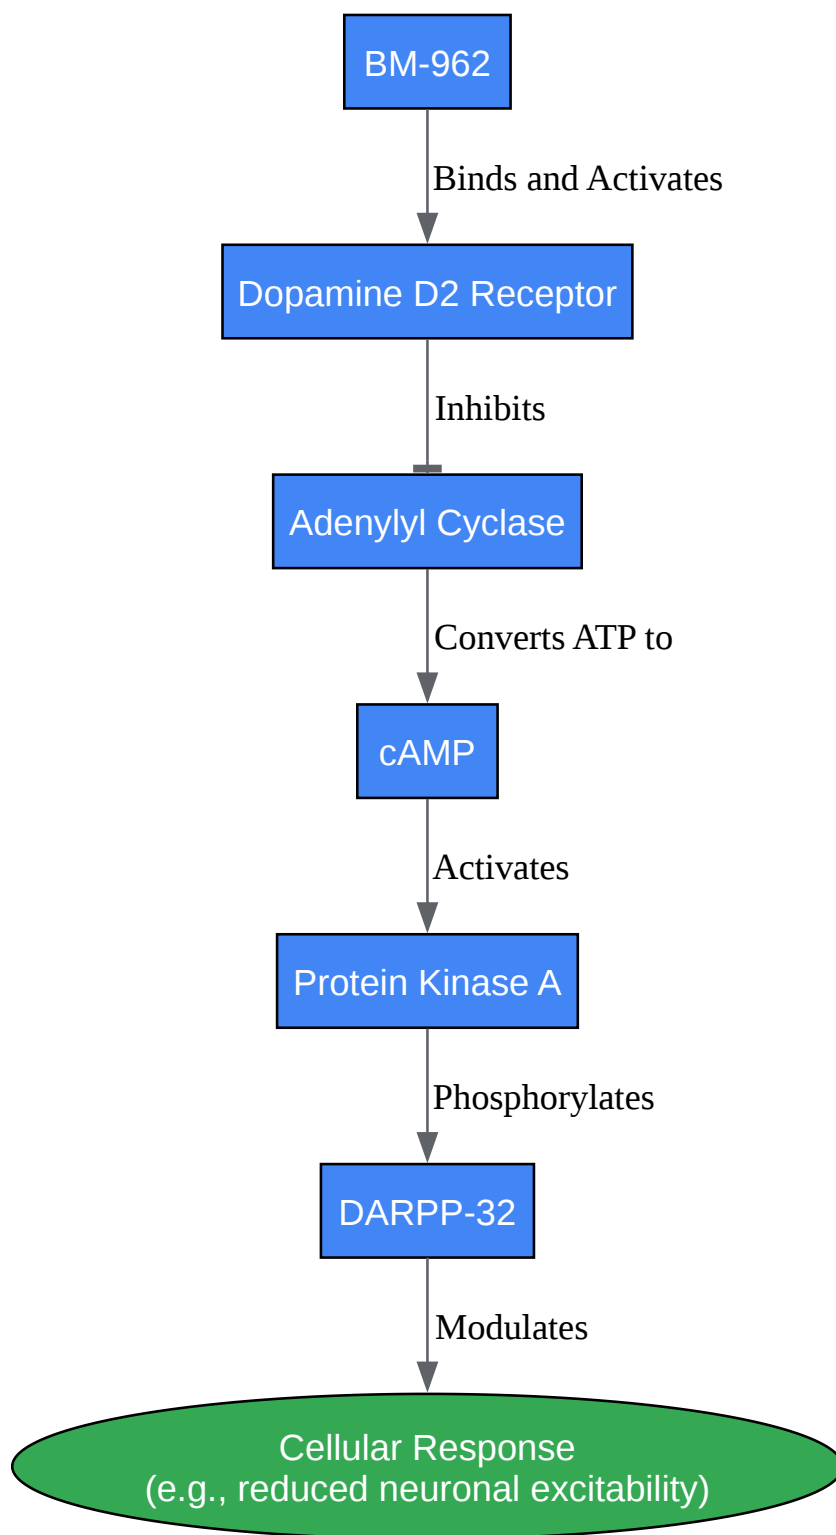 BM-962
Binds and Activates
Dopamine D2 Receptor
Inhibits
Adenylyl Cyclase
Converts ATP to
cAMP
Activates
Protein Kinase A
Phosphorylates
DARPP-32
Modulates
Cellular Response
(e.g., reduced neuronal excitability)